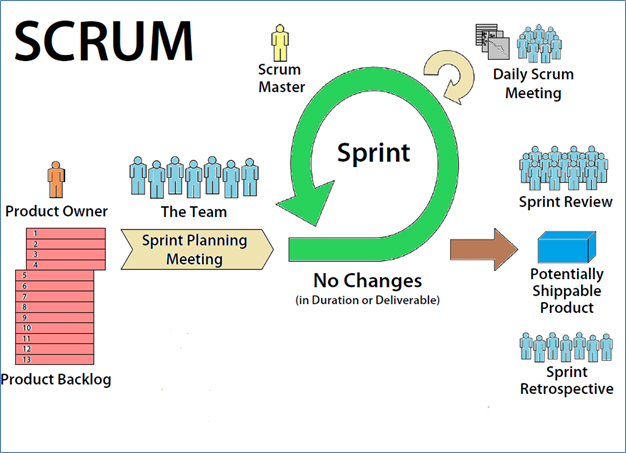 SCRUM
Scrum
Master
Daily Scrum
Meeting
Sprint
Product Owner
The Team
Sprint Review
Sprint Planning
Meeting
1
2
3
4
5
6
7
8
9
10
11
12
13
Product Backlog
No Changes
(in Duration or Deliverable)
Potentially
Shippable
Product
Sprint
Retrospective